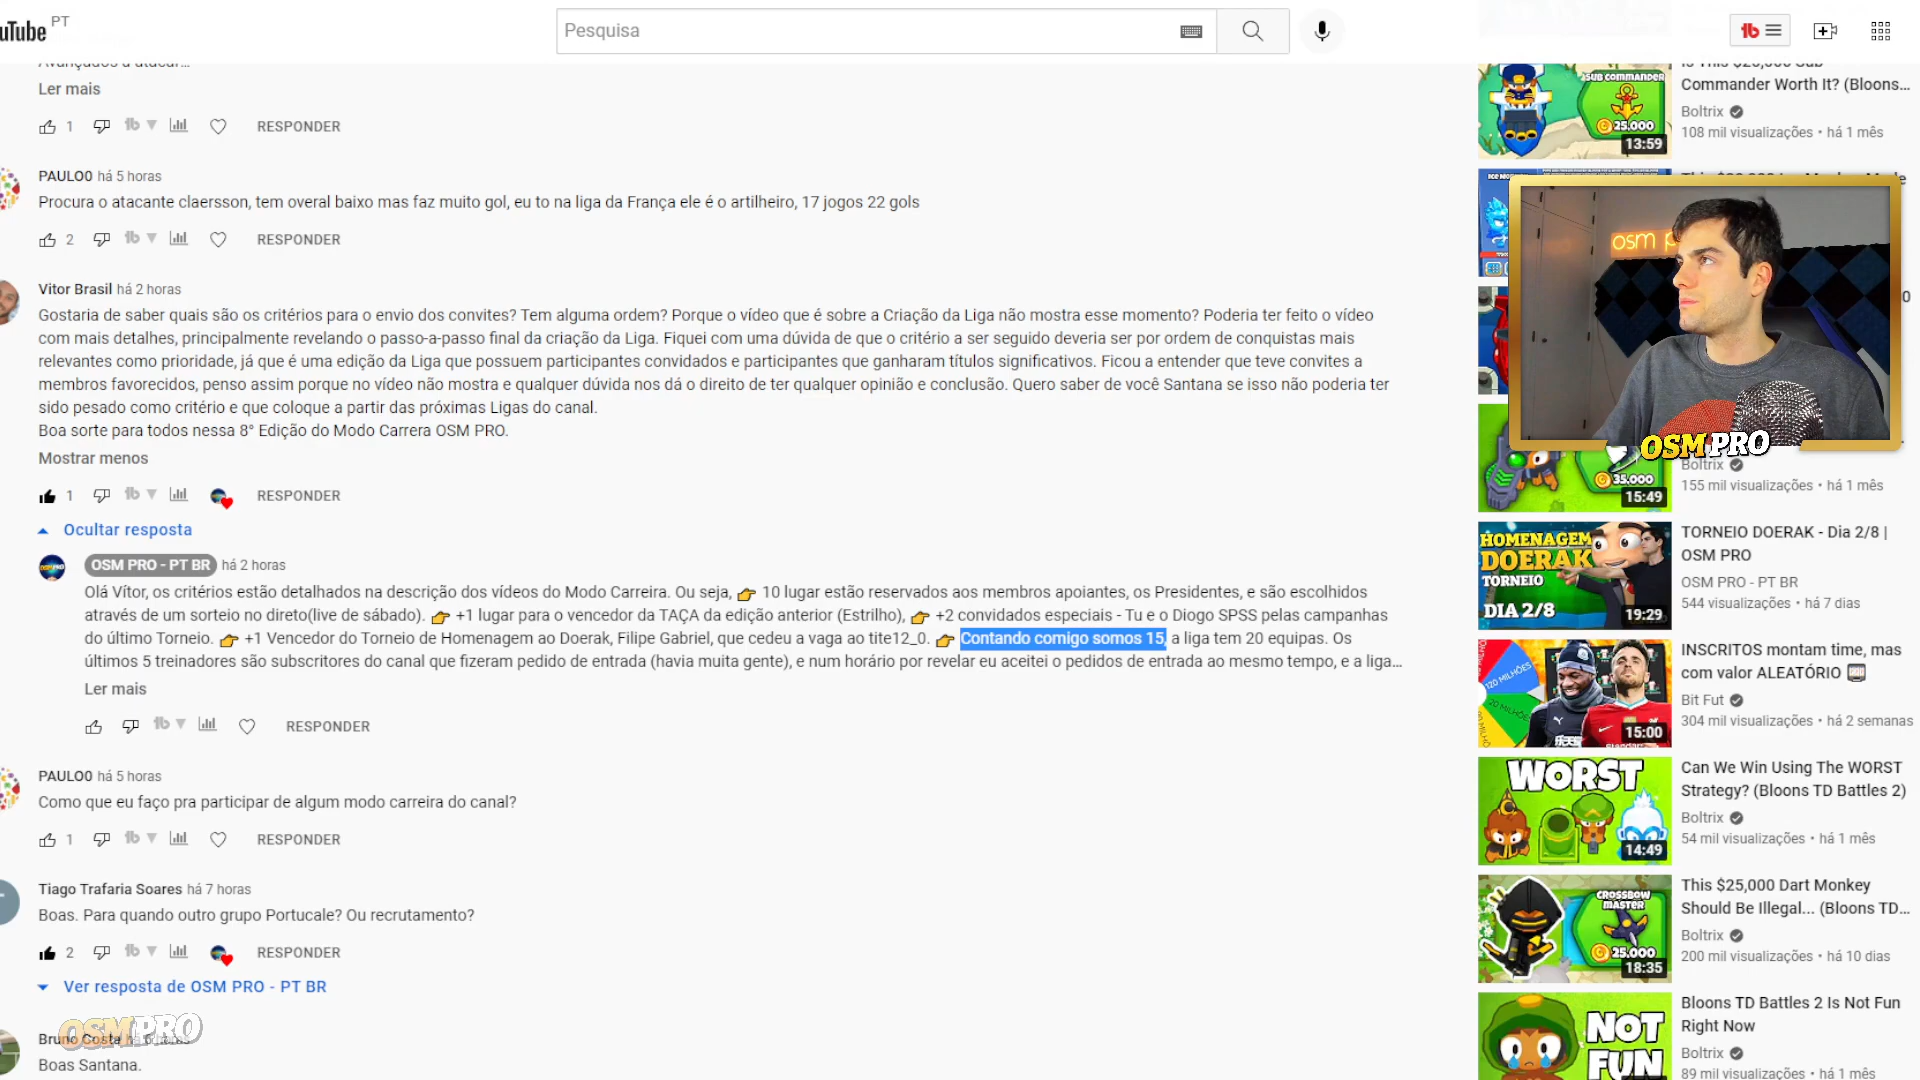 uTube PT
Pesquisa
Avançados a atacar...
Ler mais
1 RESPONDER
PAULO0 há 5 horas
Procura o atacante claersson, tem overal baixo mas faz muito gol, eu to na liga da França ele é o artilheiro, 17 jogos 22 gols
2 RESPONDER
Vitor Brasil há 2 horas
Gostaria de saber quais são os critérios para o envio dos convites? Tem alguma ordem? Porque o vídeo que é sobre a Criação da Liga não mostra esse momento? Poderia ter feito o vídeo
com mais detalhes, principalmente revelando o passo-a-passo final da criação da Liga. Fiquei com uma dúvida de que o critério a ser seguido deveria ser por ordem de conquistas mais
relevantes como prioridade, já que é uma edição da Liga que possuem participantes convidados e participantes que ganharam títulos significativos. Ficou a entender que teve convites a
membros favorecidos, penso assim porque no vídeo não mostra e qualquer dúvida nos dá o direito de ter qualquer opinião e conclusão. Quero saber de você Santana se isso não poderia ter
sido pesado como critério e que coloque a partir das próximas Ligas do canal.
Boa sorte para todos nessa 8° Edição do Modo Carrera OSM PRO.
Mostrar menos
1 RESPONDER
Ocultar resposta
OSM PRO - PT BR há 2 horas
Olá Vítor, os critérios estão detalhados na descrição dos vídeos do Modo Carreira. Ou seja, 👉 10 lugar estão reservados aos membros apoiantes, os Presidentes, e são escolhidos
através de um sorteio no direto(live de sábado). 👉 +1 lugar para o vencedor da TAÇA da edição anterior (Estrilho), 👉 +2 convidados especiais - Tu e o Diogo SPSS pelas campanhas
do último Torneio. 👉 +1 Vencedor do Torneio de Homenagem ao Doerak, Filipe Gabriel, que cedeu a vaga ao tite12_0. 👉 Contando comigo somos 15, a liga tem 20 equipas. Os
últimos 5 treinadores são subscritores do canal que fizeram pedido de entrada (havia muita gente), e num horário por revelar eu aceitei o pedidos de entrada ao mesmo tempo, e a liga...
Ler mais
RESPONDER
PAULO0 há 5 horas
Como que eu faço pra participar de algum modo carreira do canal?
1 RESPONDER
Tiago Trafaria Soares há 7 horas
Boas. Para quando outro grupo Portucale? Ou recrutamento?
2 RESPONDER
Ver resposta de OSM PRO - PT BR
Bruno Costa
OSM PRO
Boas Santana.
Is This $20,000 Sub
Commander Worth It? (Bloons...
Boltrix
108 mil visualizações • há 1 mês
SUB COMMANDER
25.000
13:59
osm p
OSM PRO
Boltrix
155 mil visualizações • há 1 mês
35.000
15:49
HOMENAGEM
DOERAK
TORNEIO
DIA 2/8
19:29
TORNEIO DOERAK - Dia 2/8 |
OSM PRO
OSM PRO - PT BR
544 visualizações • há 7 dias
120 MILHÕES
20 MILHÕES
15:00
INSCRITOS montam time, mas
com valor ALEATÓRIO
Bit Fut
304 mil visualizações • há 2 semanas
WORST
14:49
Can We Win Using The WORST
Strategy? (Bloons TD Battles 2)
Boltrix
54 mil visualizações • há 1 mês
CROSSBOW
MASTER
25.000
18:35
This $25,000 Dart Monkey
Should Be Illegal... (Bloons TD...
Boltrix
200 mil visualizações • há 10 dias
NOT
FUN
Bloons TD Battles 2 Is Not Fun
Right Now
Boltrix
89 mil visualizações • há 1 mês